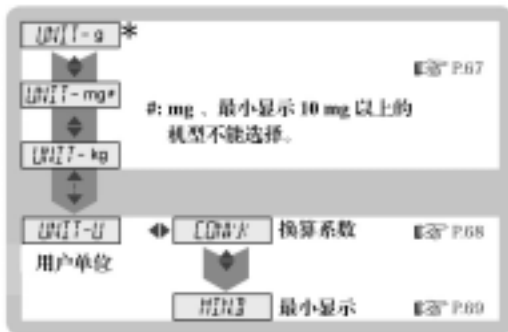 UNIT-g *
P.67
UNIT-mg#
#: mg 、最小显示 10 mg 以上的
机型不能选择。
UNIT-kg
UNIT-U CONV.K 换算系数 P.68
用户单位
MIN.B 最小显示 P.69